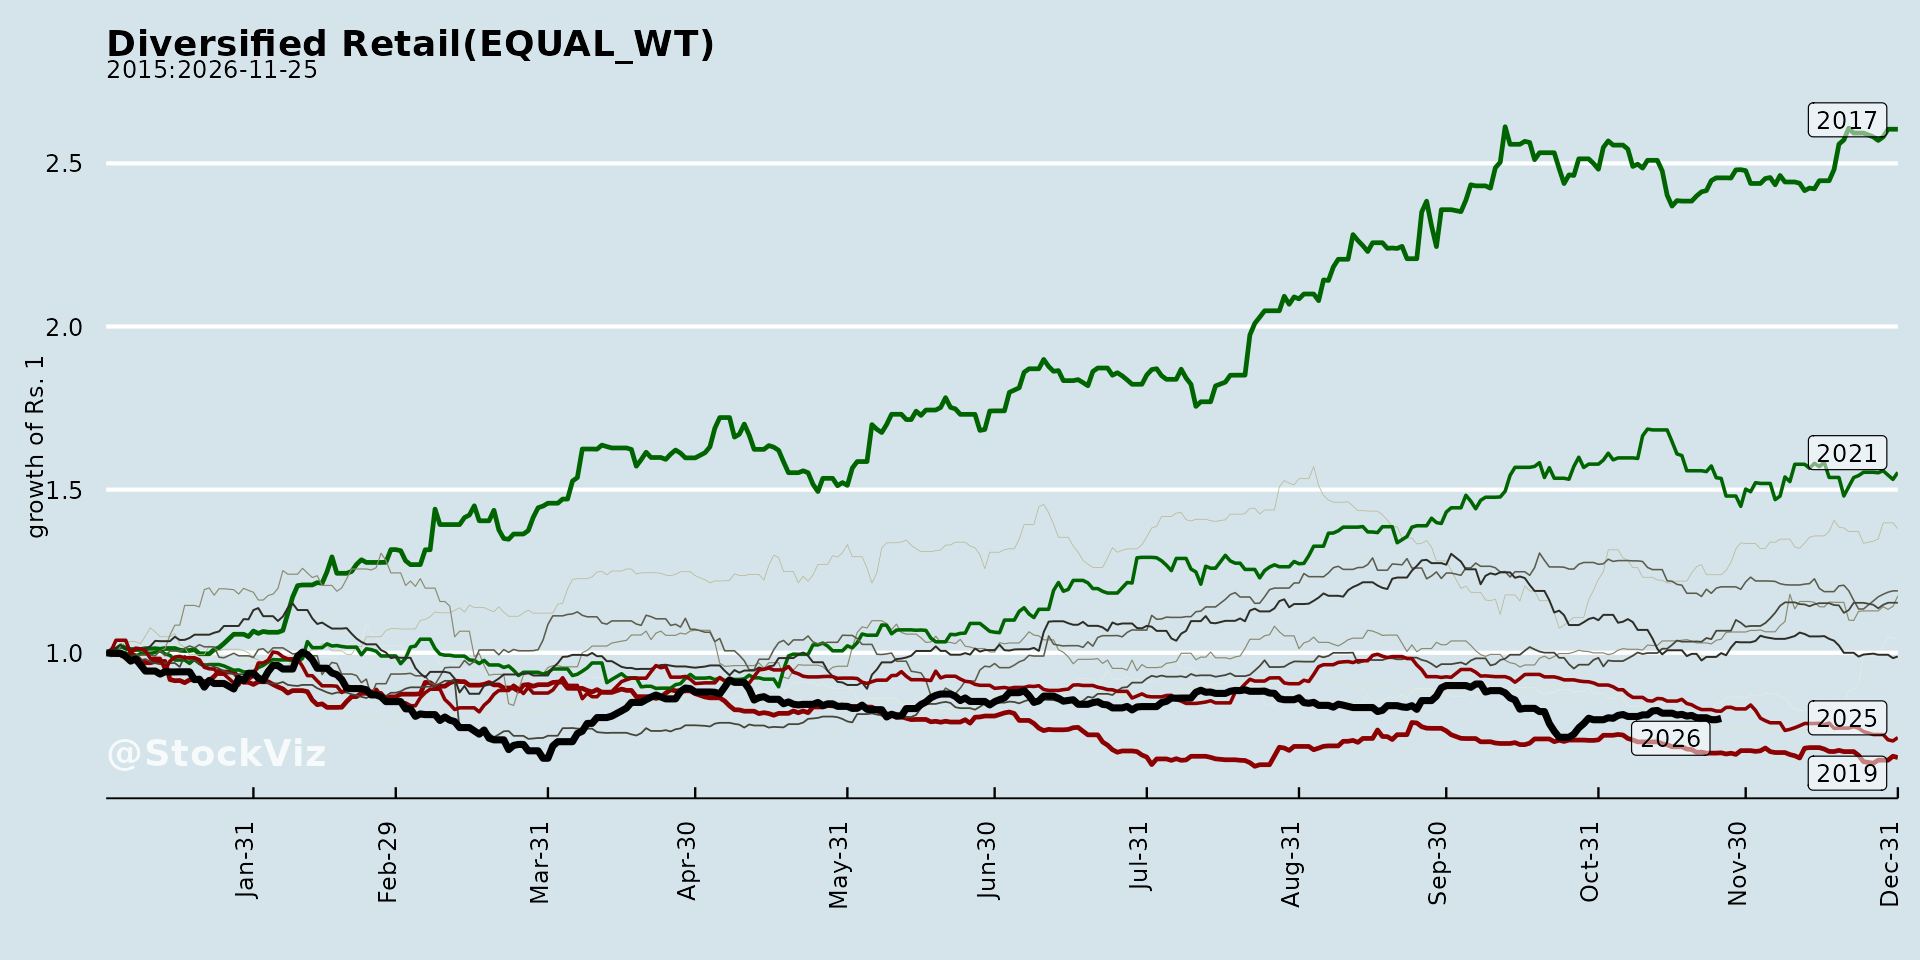 Diversified Retail(EQUAL_WT)
2015:2026-11-25
growth of Rs. 1
2.5
2.0
1.5
1.0
2017
2021
2025
2026
2019
@StockViz
Jan-31
Feb-29
Mar-31
Apr-30
May-31
Jun-30
Jul-31
Aug-31
Sep-30
Oct-31
Nov-30
Dec-31